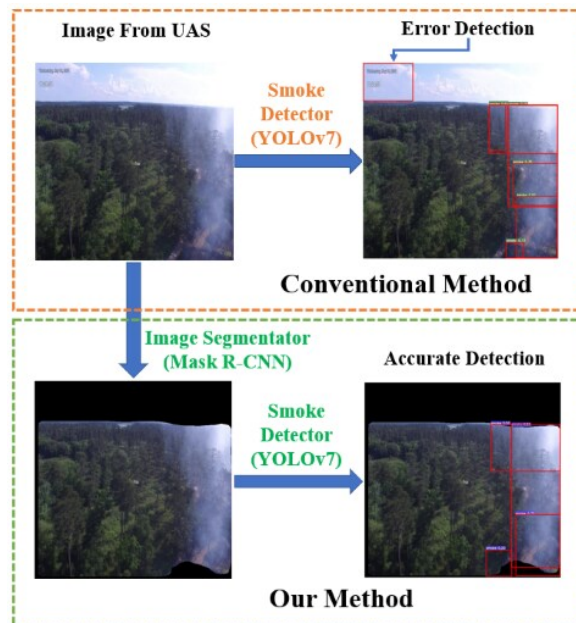 Image From UAS
Error Detection
Smoke
Detector
(YOLOv7)
Conventional Method
Image Segmentator
(Mask R-CNN)
Accurate Detection
Smoke
Detector
(YOLOv7)
Our Method